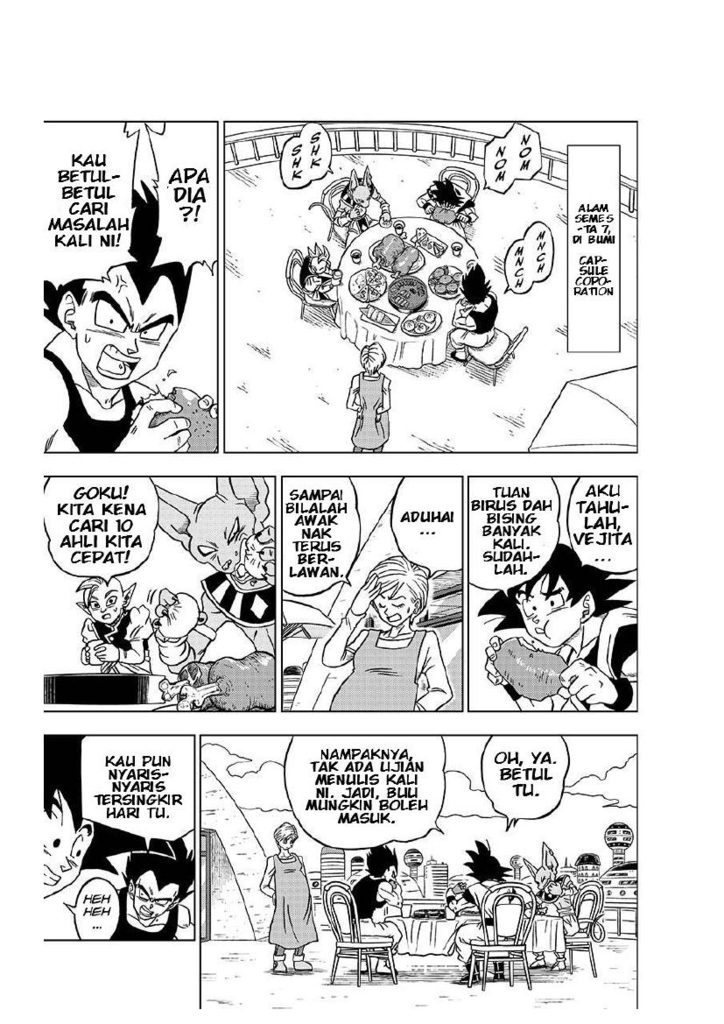 ALAM
SEMES
-TA 7,
DI BUMI
CAP-
SULE
COPO-
RATION
NOM
NOM
SHK
SHK
MNCH
MNCH
APA
DIA
?!
KAU
BETUL-
BETUL
CARI
MASALAH
KALI NI!
AKU
TAHU-
LAH,
VEJITA
...
TUAN
BIRUS DAH
BISING
BANYAK
KALI.
SUDAH-
LAH.
ADUHAI
...
SAMPAI
BILALAH
AWAK
NAK
TERUS
BER-
LAWAN.
GOKU!
KITA KENA
CARI 10
AHLI KITA
CEPAT!
OH, YA.
BETUL
TU.
NAMPAKNYA,
TAK ADA UJIAN
MENULIS KALI
NI. JADI, BUU
MUNGKIN BOLEH
MASUK.
KAU PUN
NYARIS-
NYARIS
TERSINGKIR
HARI TU.
HEH
HEH
...